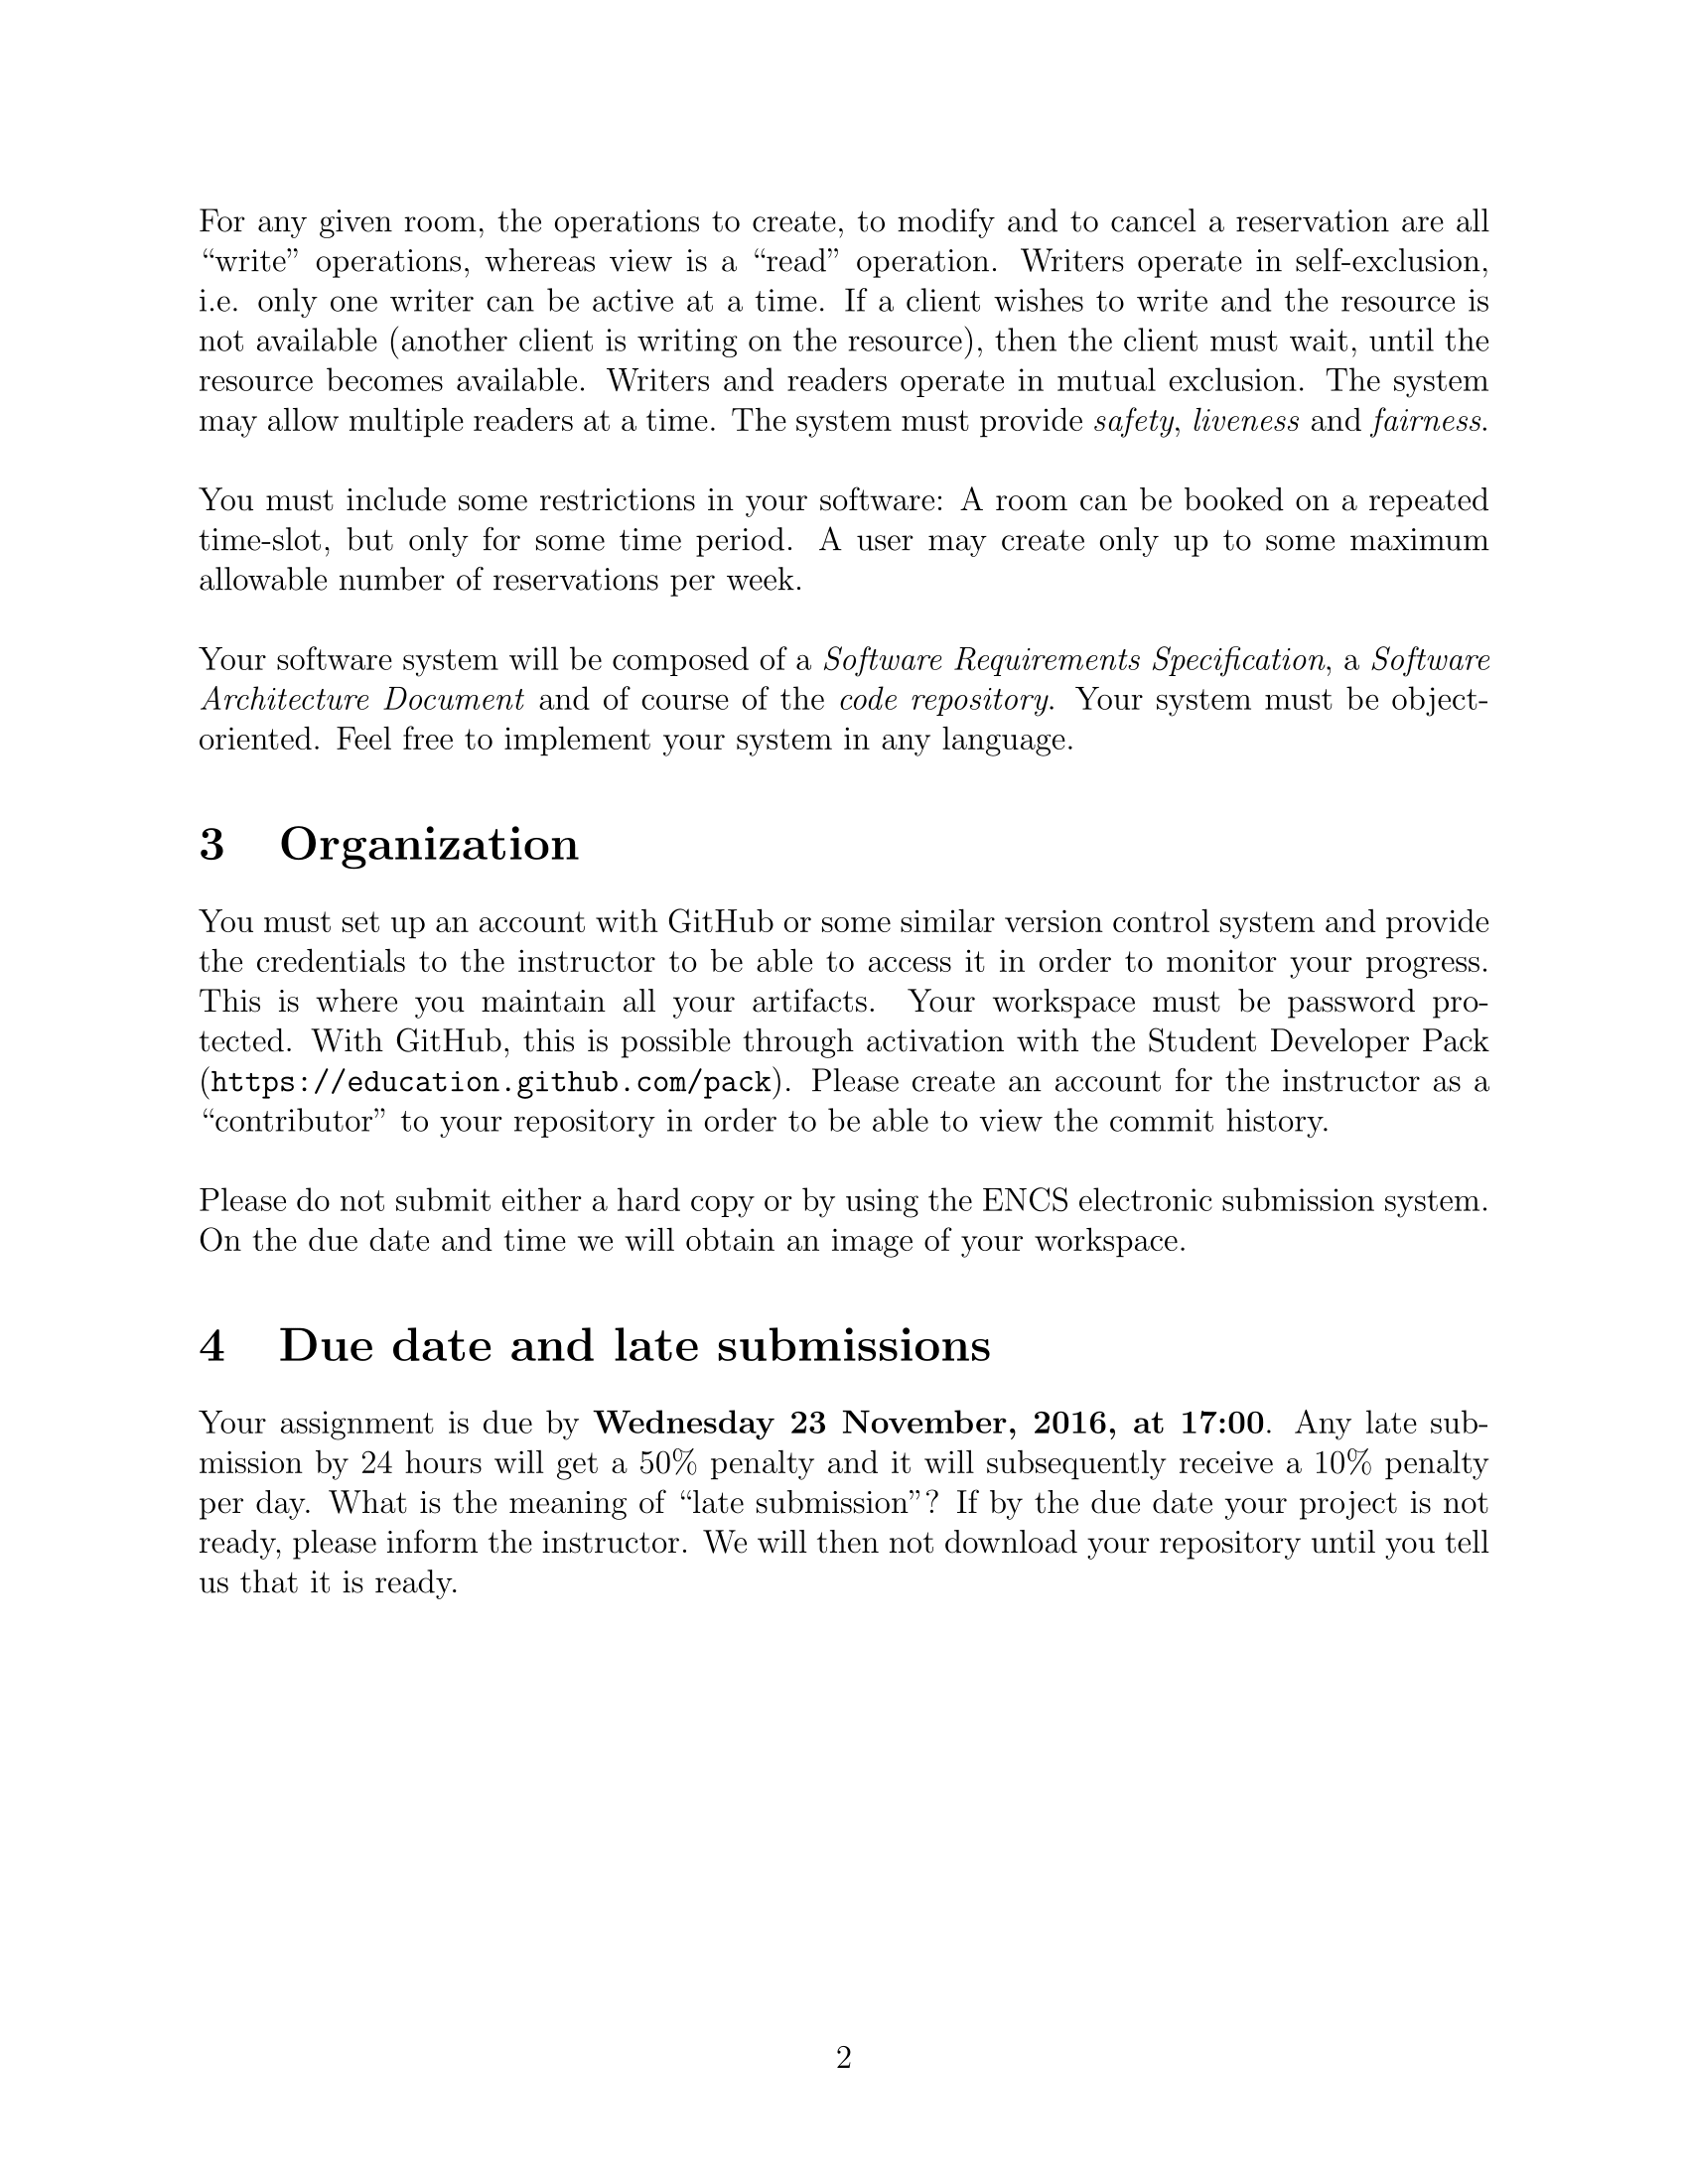 For any given room, the operations to create, to modify and to cancel a reservation are all
“write” operations, whereas view is a “read” operation. Writers operate in self-exclusion,
i.e. only one writer can be active at a time. If a client wishes to write and the resource is
not available (another client is writing on the resource), then the client must wait, until the
resource becomes available. Writers and readers operate in mutual exclusion. The system
may allow multiple readers at a time. The system must provide safety, liveness and fairness.
You must include some restrictions in your software: A room can be booked on a repeated
time-slot, but only for some time period. A user may create only up to some maximum
allowable number of reservations per week.
Your software system will be composed of a Software Requirements Specification, a Software
Architecture Document and of course of the code repository. Your system must be object-
oriented. Feel free to implement your system in any language.
3 Organization
You must set up an account with GitHub or some similar version control system and provide
the credentials to the instructor to be able to access it in order to monitor your progress.
This is where you maintain all your artifacts. Your workspace must be password pro-
tected. With GitHub, this is possible through activation with the Student Developer Pack
(https://education.github.com/pack). Please create an account for the instructor as a
“contributor” to your repository in order to be able to view the commit history.
Please do not submit either a hard copy or by using the ENCS electronic submission system.
On the due date and time we will obtain an image of your workspace.
4 Due date and late submissions
Your assignment is due by Wednesday 23 November, 2016, at 17:00. Any late sub-
mission by 24 hours will get a 50% penalty and it will subsequently receive a 10% penalty
per day. What is the meaning of “late submission”? If by the due date your project is not
ready, please inform the instructor. We will then not download your repository until you tell
us that it is ready.
2